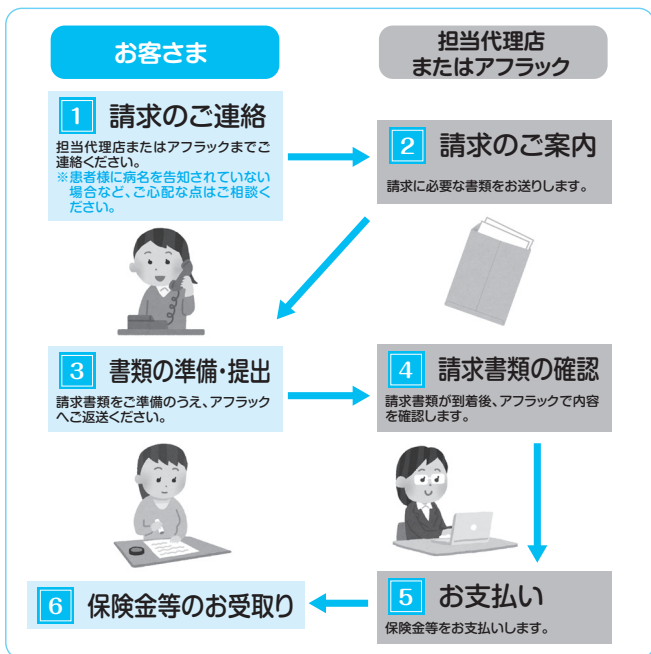 お客さま
担当代理店
またはアフラック
1 請求のご連絡
担当代理店またはアフラックまでご
連絡ください。
※患者様に病名を告知されていない
場合など、ご心配な点はご相談く
ださい。
2 請求のご案内
請求に必要な書類をお送りします。
3 書類の準備・提出
請求書類をご準備のうえ、アフラック
へご返送ください。
4 請求書類の確認
請求書類が到着後、アフラックで内容
を確認します。
5 お支払い
保険金等をお支払いします。
6 保険金等のお受取り